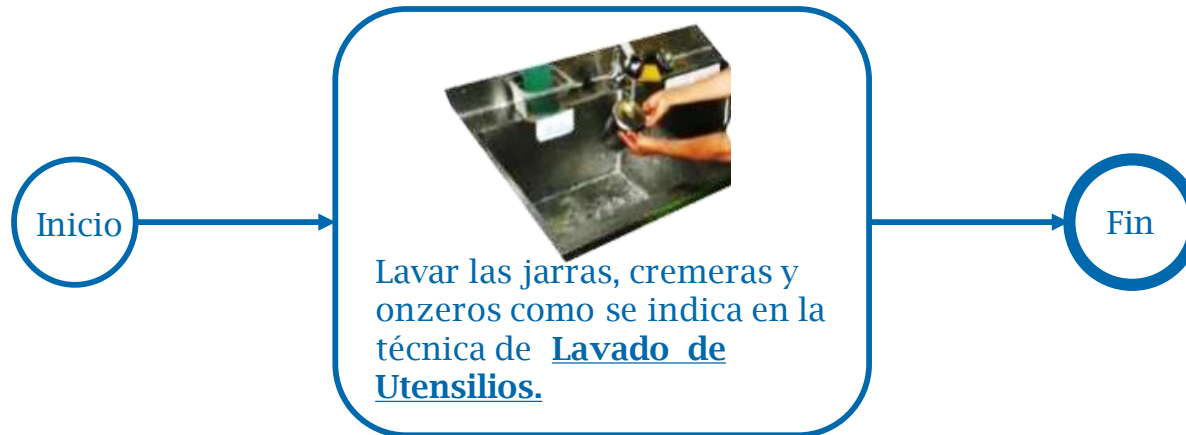 Inicio
Lavar las jarras, cremeras y
onzeros como se indica en la
técnica de Lavado de
Utensilios.
Fin